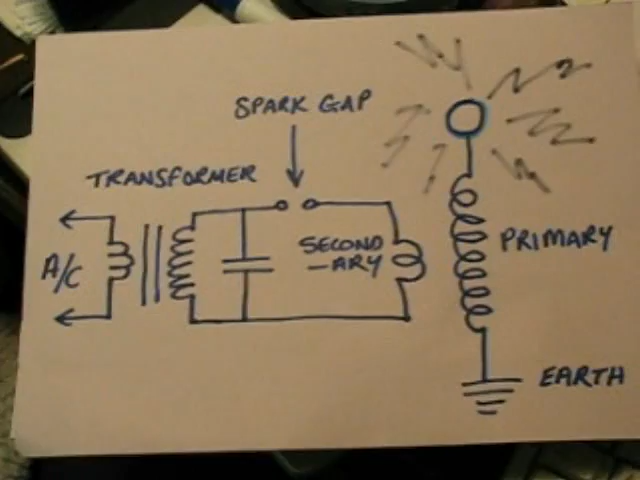 SPARK GAP
TRANSFORMER
A/C
SECOND
-ARY
PRIMARY
EARTH